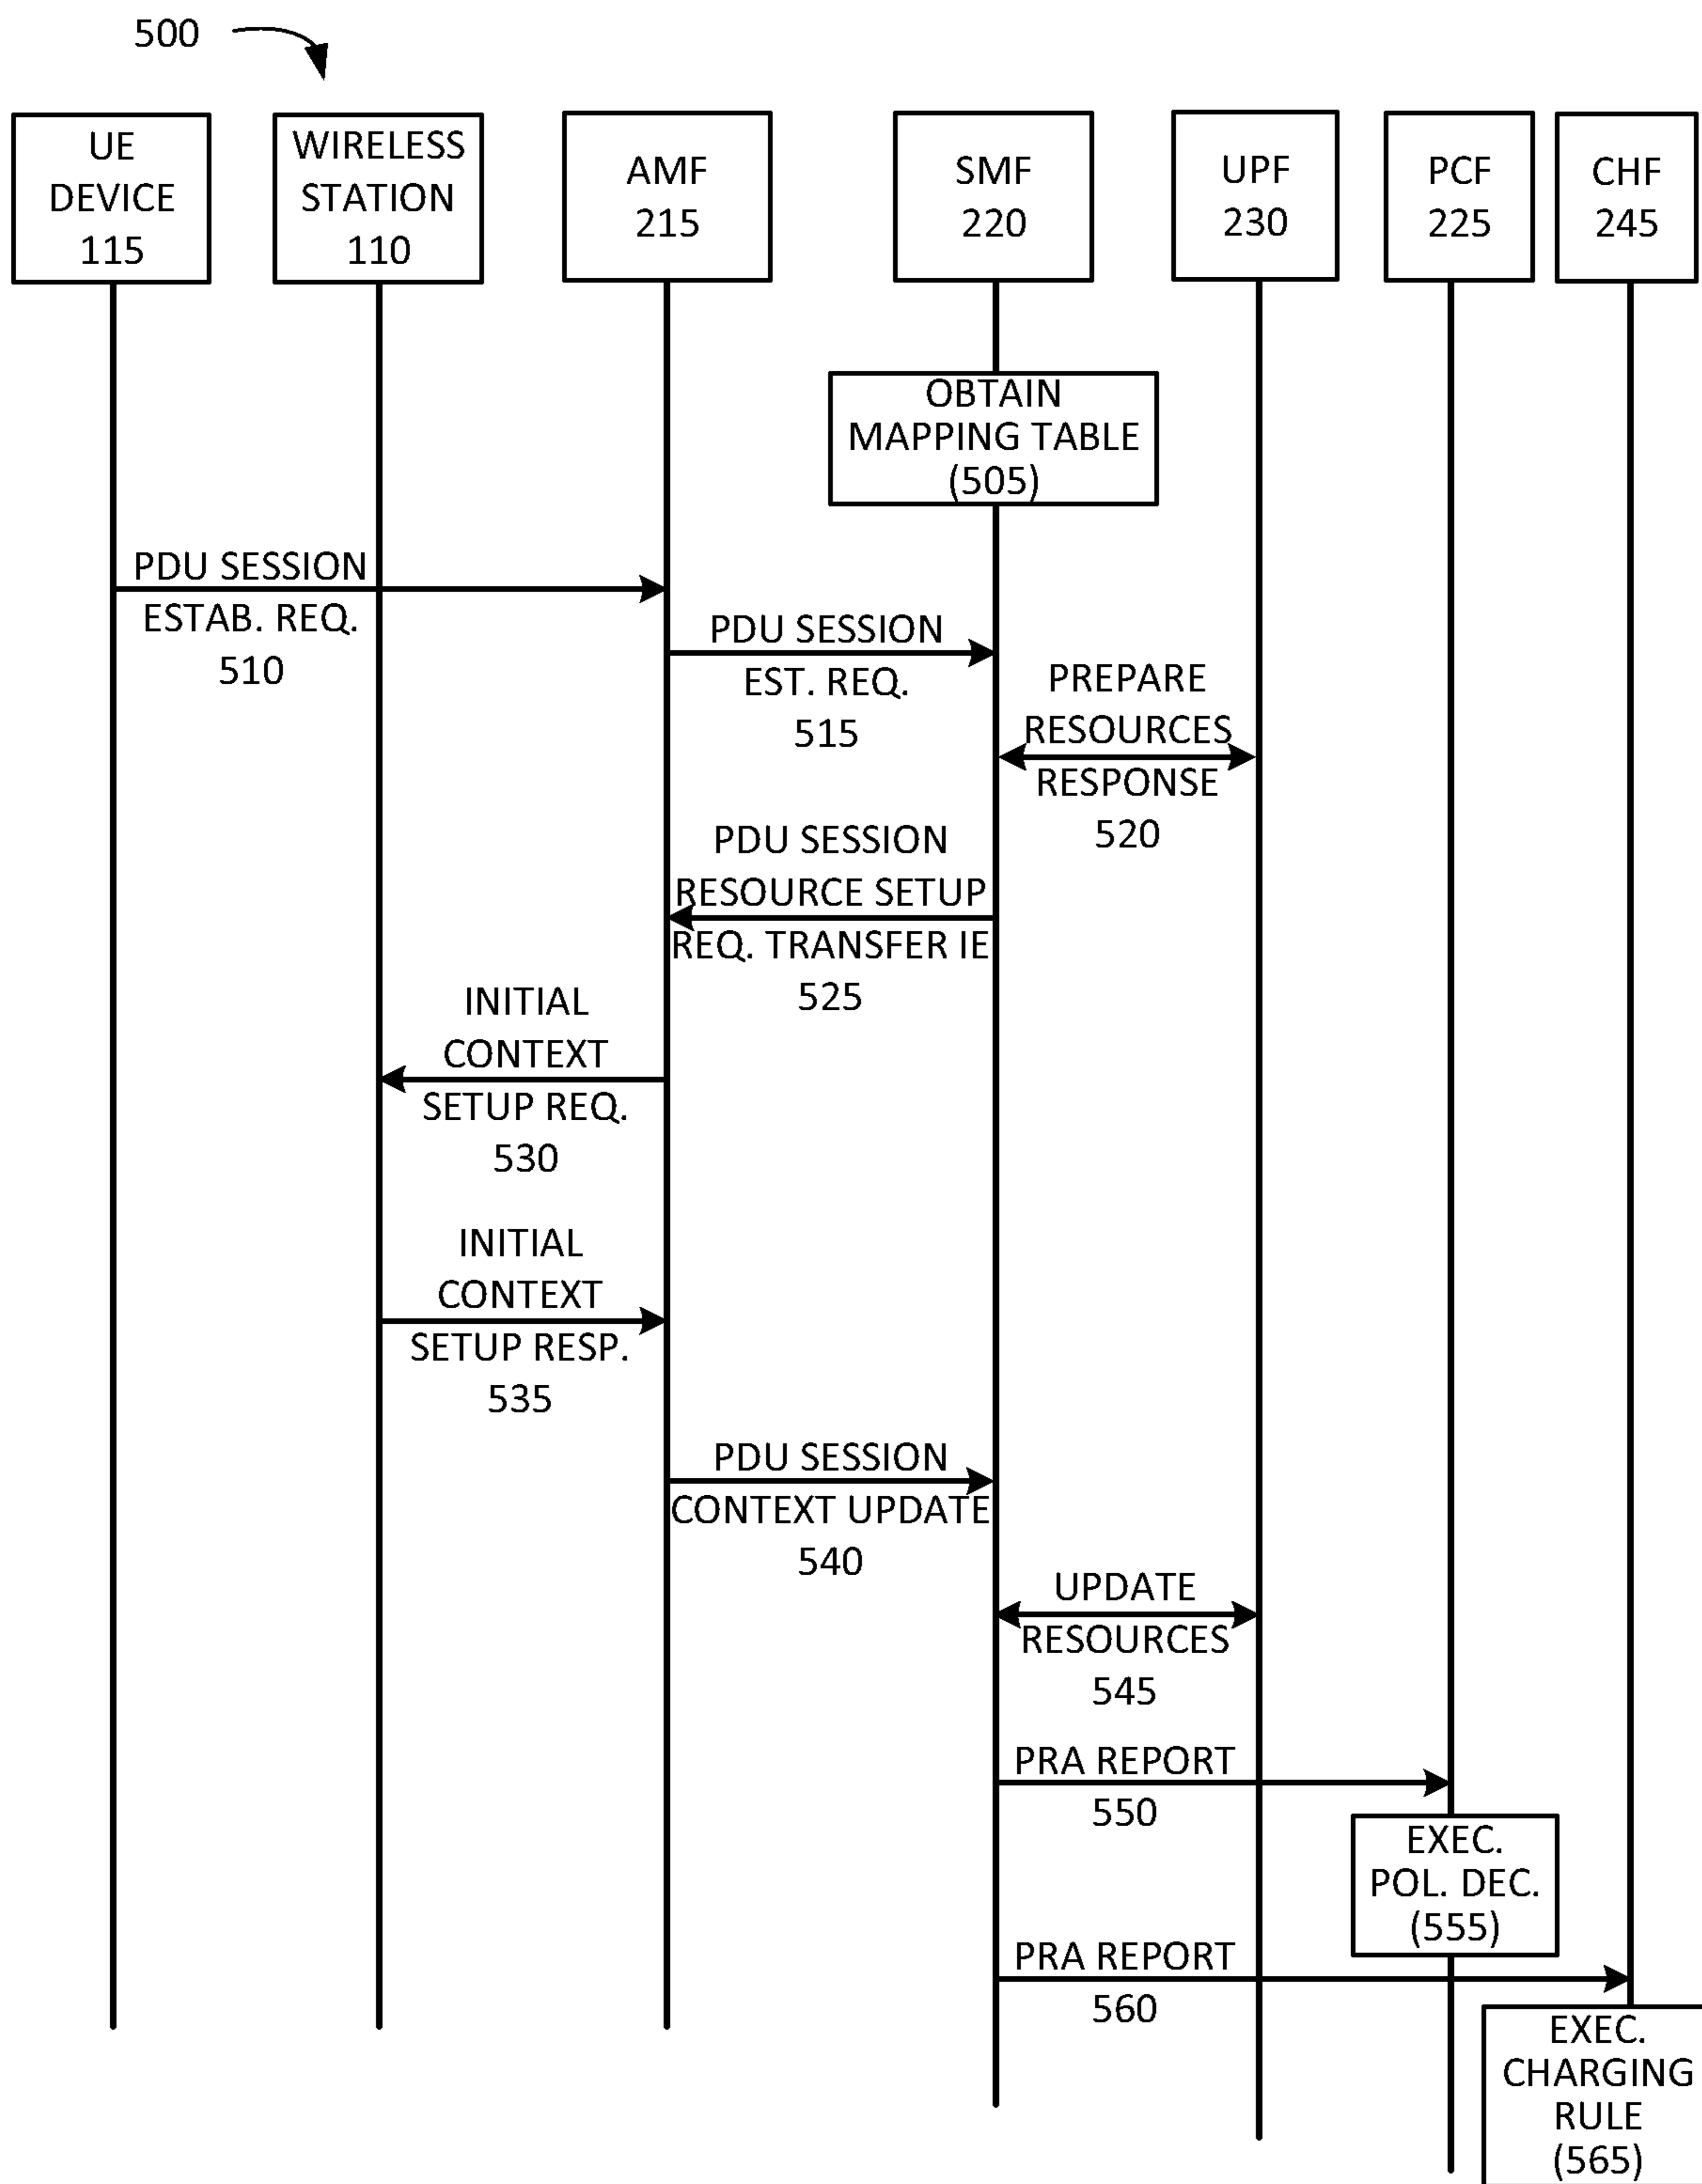 500
UE
DEVICE
115
WIRELESS
STATION
110
AMF
215
SMF
220
UPF
230
PCF
225
CHF
245
OBTAIN
MAPPING TABLE
(505)
PDU SESSION
ESTAB. REQ.
510
PDU SESSION
EST. REQ.
515
PREPARE
RESOURCES
RESPONSE
520
PDU SESSION
RESOURCE SETUP
REQ. TRANSFER IE
525
INITIAL
CONTEXT
SETUP REQ.
530
INITIAL
CONTEXT
SETUP RESP.
535
PDU SESSION
CONTEXT UPDATE
540
UPDATE
RESOURCES
545
PRA REPORT
550
EXEC.
POL. DEC.
(555)
PRA REPORT
560
EXEC.
CHARGING
RULE
(565)